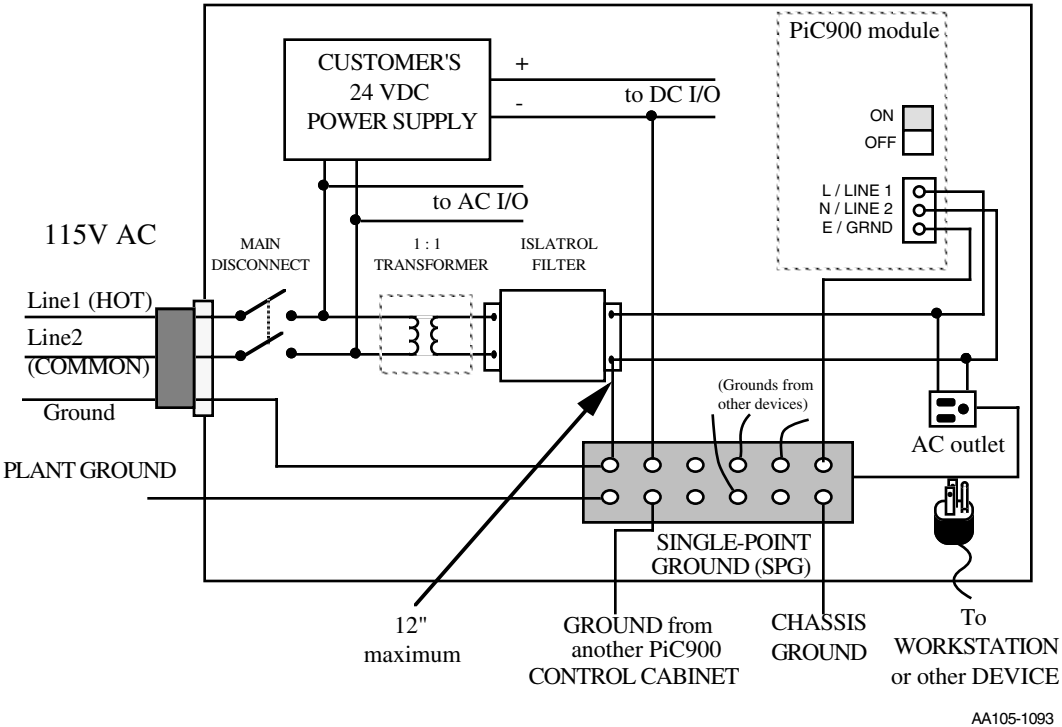 PiC900 module
CUSTOMER'S
24 VDC
POWER SUPPLY
+
-
to DC I/O
ON
OFF
L / LINE 1
N / LINE 2
E / GRND
to AC I/O
115V AC
MAIN
DISCONNECT
1 : 1
TRANSFORMER
ISLATROL
FILTER
Line1 (HOT)
Line2
(COMMON)
Ground
(Grounds from
other devices)
AC outlet
PLANT GROUND
SINGLE-POINT
GROUND (SPG)
12"
maximum
GROUND from
another PiC900
CONTROL CABINET
CHASSIS
GROUND
To
WORKSTATION
or other DEVICE
AA105-1093